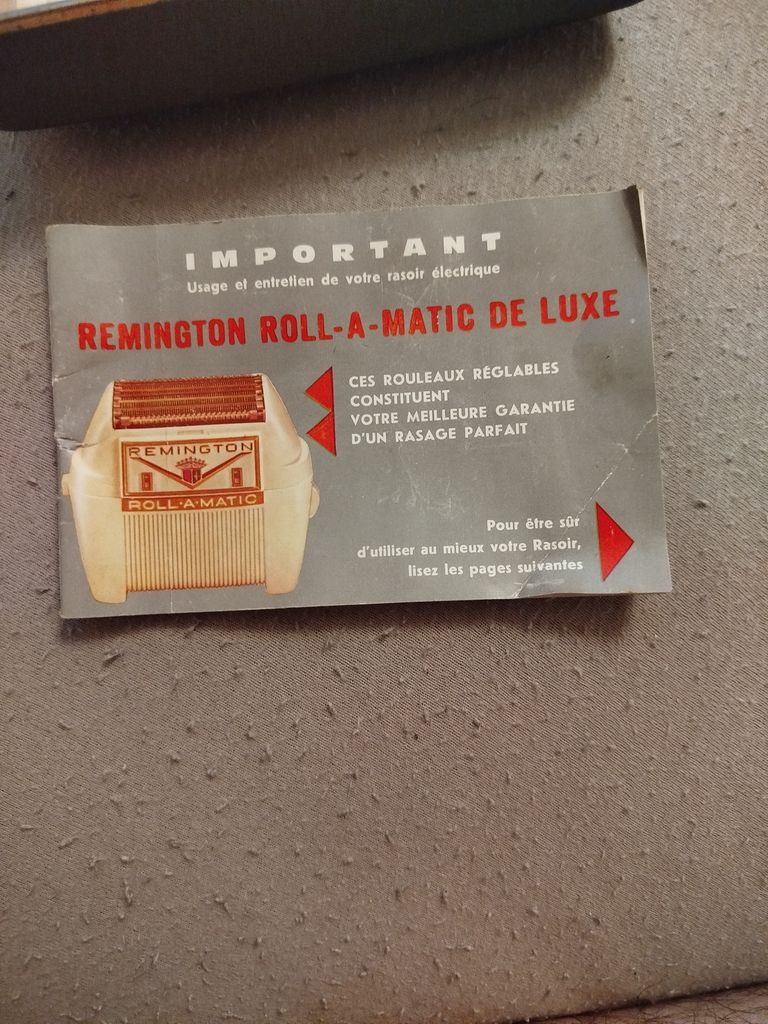 IMPORTANT
Usage et entretien de votre rasoir électrique
REMINGTON ROLL-A-MATIC DE LUXE
CES ROULEAUX RÉGLABLES
CONSTITUENT
VOTRE MEILLEURE GARANTIE
D'UN RASAGE PARFAIT
REMINGTON
ROLL·A·MATIC
Pour être sûr
d'utiliser au mieux votre Rasoir,
lisez les pages suivantes